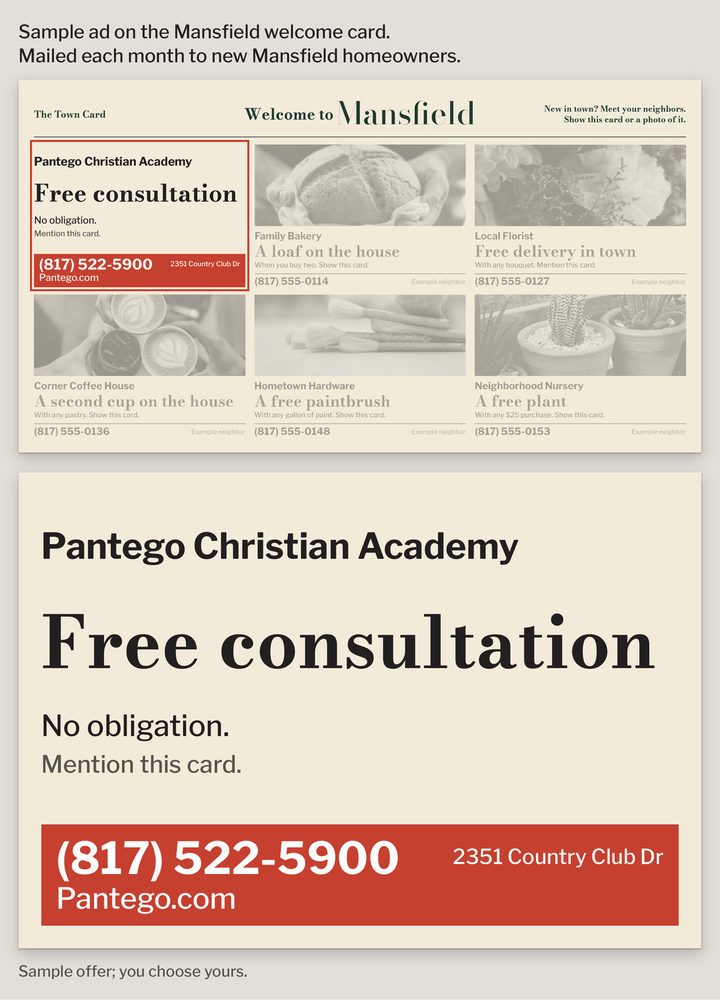 Sample ad on the Mansfield welcome card.
Mailed each month to new Mansfield homeowners.
The Town Card
Welcome to Mansfield
New in town? Meet your neighbors.
Show this card or a photo of it.
Pantego Christian Academy
Free consultation
No obligation.
Mention this card.
(817) 522-5900
2351 Country Club Dr
Pantego.com
Family Bakery
A loaf on the house
When you buy two. Show this card.
(817) 555-0114
Example neighbor
Local Florist
Free delivery in town
With any bouquet. Mention this card.
(817) 555-0127
Example neighbor
Corner Coffee House
A second cup on the house
With any pastry. Show this card.
(817) 555-0136
Example neighbor
Hometown Hardware
A free paintbrush
With any gallon of paint. Show this card.
(817) 555-0148
Example neighbor
Neighborhood Nursery
A free plant
With any $25 purchase. Show this card.
(817) 555-0153
Example neighbor
Pantego Christian Academy
Free consultation
No obligation.
Mention this card.
(817) 522-5900
2351 Country Club Dr
Pantego.com
Sample offer; you choose yours.